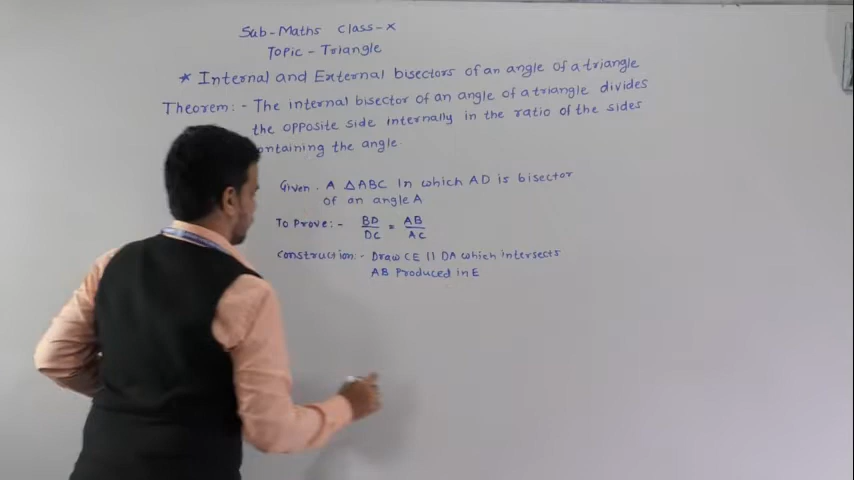 Sub-Maths Class-X
Topic - Triangle
* Internal and External bisectors of an angle of a triangle
Theorem:- The internal bisector of an angle of a triangle divides
the opposite side internally in the ratio of the sides
ontaining the angle.
Given. A △ABC In which AD is bisector
of an angle A
To Prove:- BD/DC = AB/AC
Construction:- Draw CE || DA which intersects
AB Produced in E